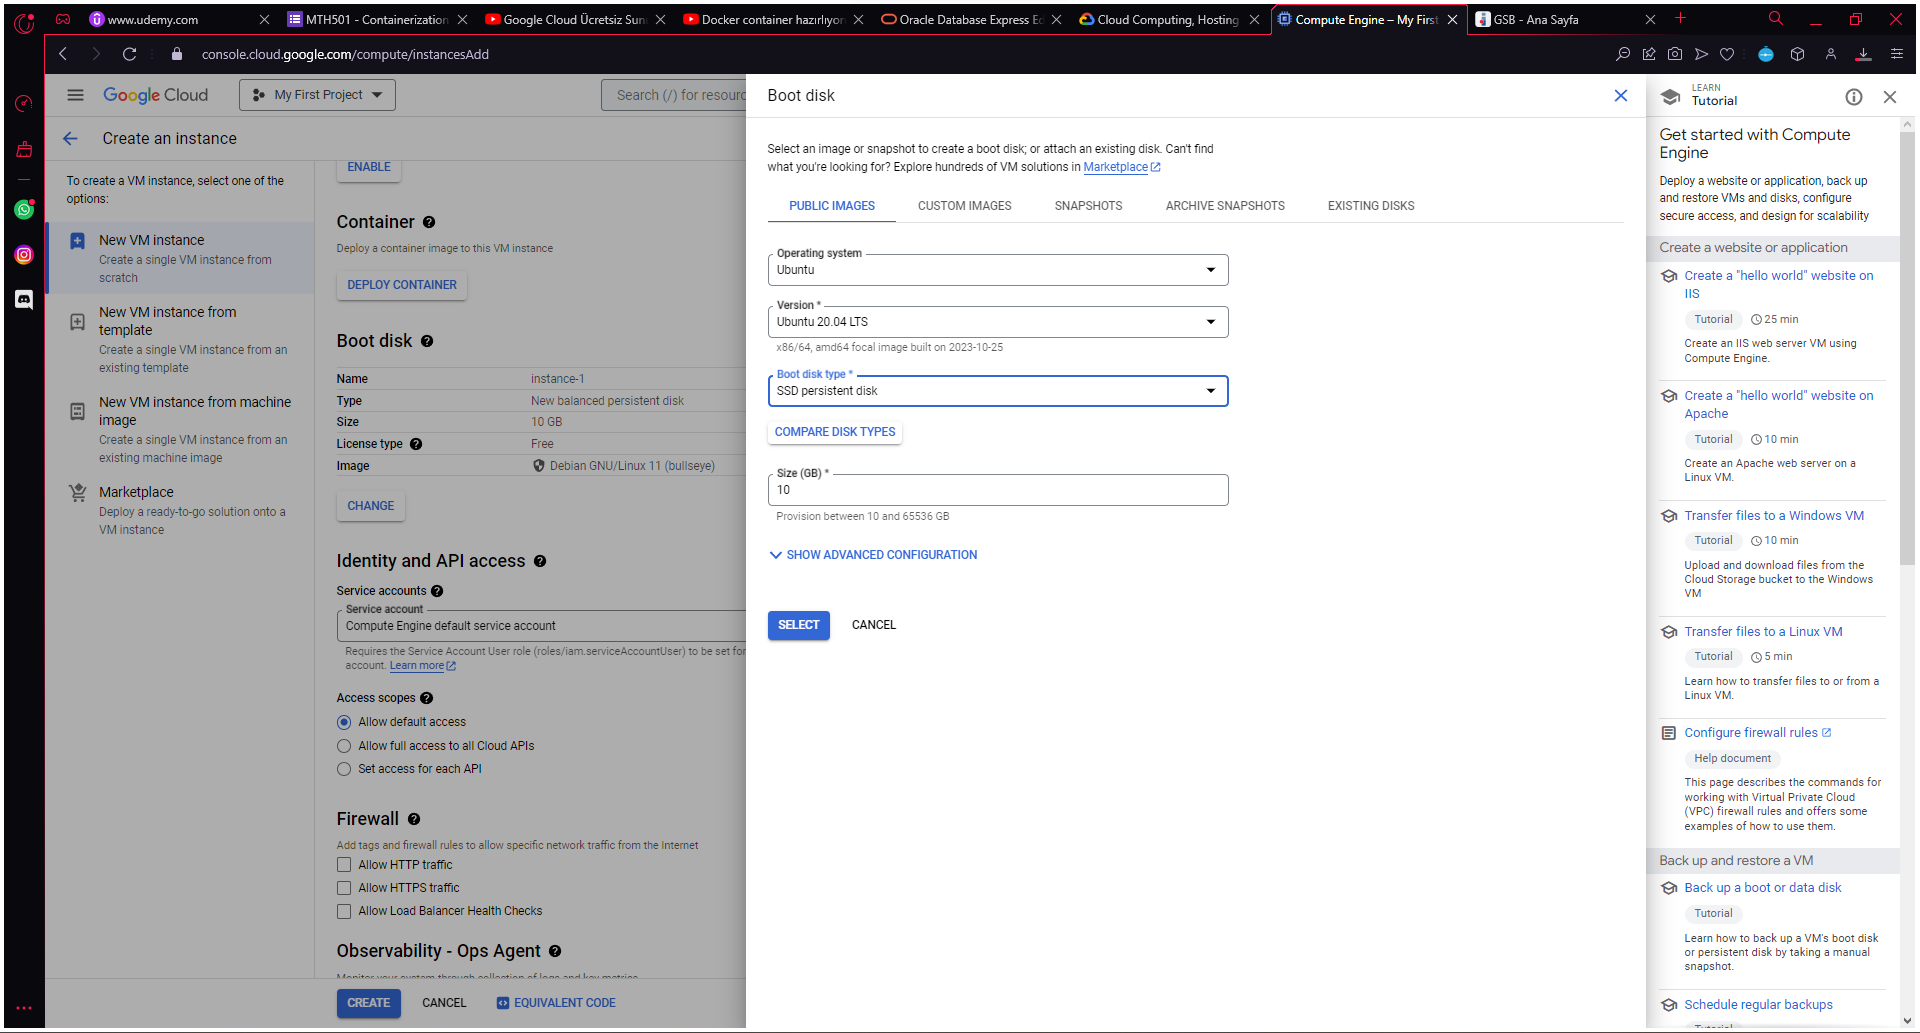 www.udemy.com
MTH501 - Containerization
Google Cloud Ücretsiz Sunu
Docker container hazırlıyor
Oracle Database Express Ed
Cloud Computing, Hosting
Compute Engine – My First
GSB - Ana Sayfa
console.cloud.google.com/compute/instancesAdd
Google Cloud
My First Project
Search (/) for resourc
Create an instance
To create a VM instance, select one of the
options:
New VM instance
Create a single VM instance from
scratch
New VM instance from
template
Create a single VM instance from an
existing template
New VM instance from machine
image
Create a single VM instance from an
existing machine image
Marketplace
Deploy a ready-to-go solution onto a
VM instance
ENABLE
Container
Deploy a container image to this VM instance
DEPLOY CONTAINER
Boot disk
Name instance-1
Type New balanced persistent disk
Size 10 GB
License type Free
Image Debian GNU/Linux 11 (bullseye)
CHANGE
Identity and API access
Service accounts
Service account
Compute Engine default service account
Requires the Service Account User role (roles/iam.serviceAccountUser) to be set for
account. Learn more
Access scopes
Allow default access
Allow full access to all Cloud APIs
Set access for each API
Firewall
Add tags and firewall rules to allow specific network traffic from the Internet
Allow HTTP traffic
Allow HTTPS traffic
Allow Load Balancer Health Checks
Observability - Ops Agent
Monitor your system through collection of logs and key metrics
CREATE
CANCEL
EQUIVALENT CODE
Boot disk
Select an image or snapshot to create a boot disk; or attach an existing disk. Can't find
what you're looking for? Explore hundreds of VM solutions in Marketplace
PUBLIC IMAGES
CUSTOM IMAGES
SNAPSHOTS
ARCHIVE SNAPSHOTS
EXISTING DISKS
Operating system
Ubuntu
Version *
Ubuntu 20.04 LTS
x86/64, amd64 focal image built on 2023-10-25
Boot disk type *
SSD persistent disk
COMPARE DISK TYPES
Size (GB) *
10
Provision between 10 and 65536 GB
SHOW ADVANCED CONFIGURATION
SELECT
CANCEL
LEARN
Tutorial
Get started with Compute
Engine
Deploy a website or application, back up
and restore VMs and disks, configure
secure access, and design for scalability
Create a website or application
Create a "hello world" website on
IIS
Tutorial 25 min
Create an IIS web server VM using
Compute Engine.
Create a "hello world" website on
Apache
Tutorial 10 min
Create an Apache web server on a
Linux VM.
Transfer files to a Windows VM
Tutorial 10 min
Upload and download files from the
Cloud Storage bucket to the Windows
VM
Transfer files to a Linux VM
Tutorial 5 min
Learn how to transfer files to or from a
Linux VM.
Configure firewall rules
Help document
This page describes the commands for
working with Virtual Private Cloud
(VPC) firewall rules and offers some
examples of how to use them.
Back up and restore a VM
Back up a boot or data disk
Tutorial
Learn how to back up a VM's boot disk
or persistent disk by taking a manual
snapshot.
Schedule regular backups
Tutorial